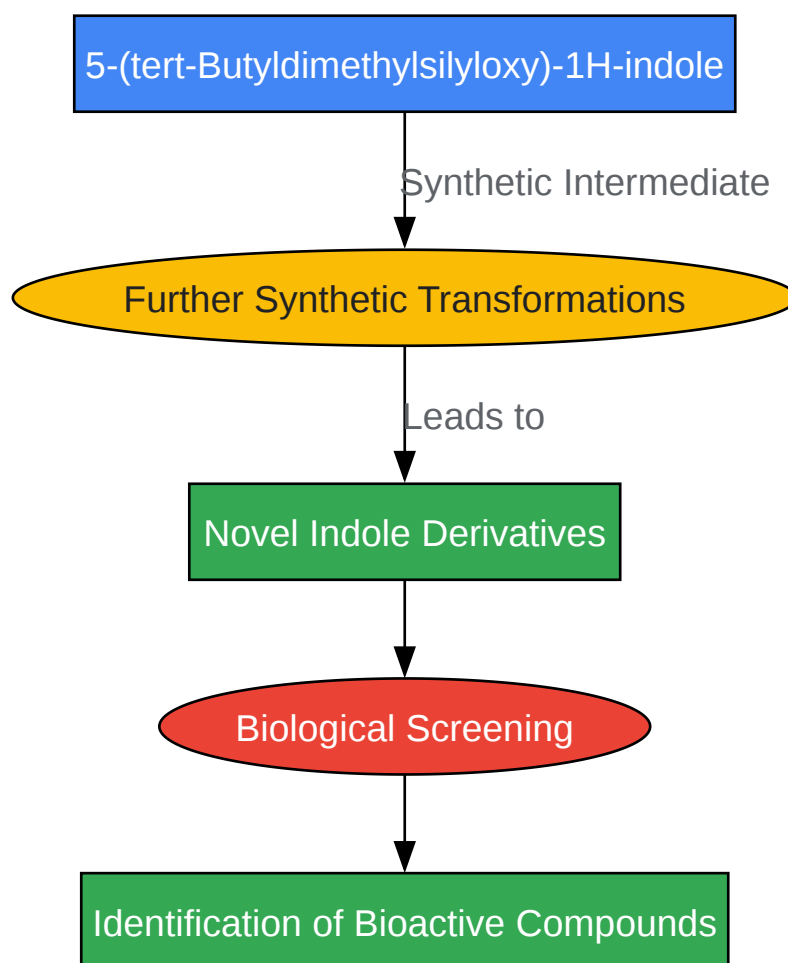 5-(tert-Butyldimethylsilyloxy)-1H-indole
Synthetic Intermediate
Further Synthetic Transformations
Leads to
Novel Indole Derivatives
Biological Screening
Identification of Bioactive Compounds